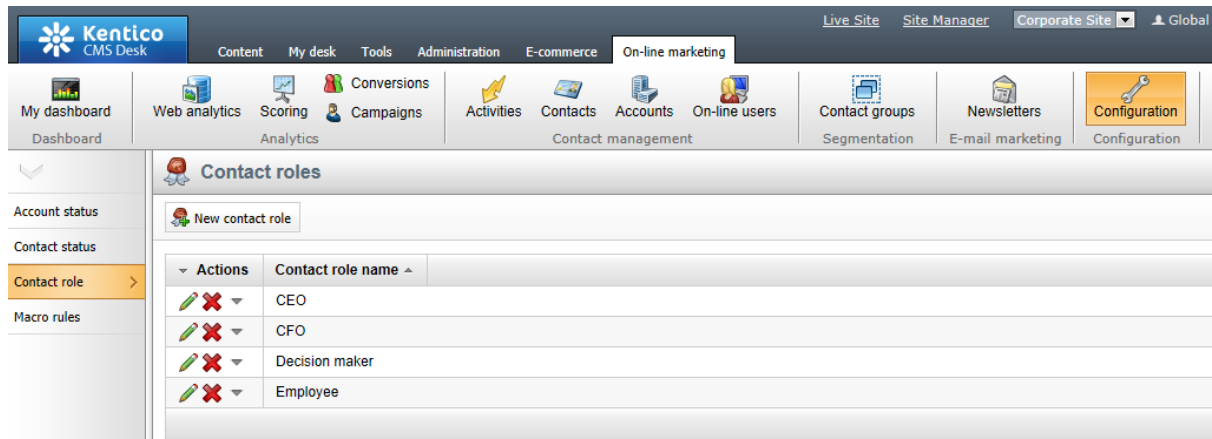 Live Site Site Manager Corporate Site Global
Kentico
CMS Desk
Content My desk Tools Administration E-commerce On-line marketing
My dashboard
Dashboard
Web analytics Scoring Conversions Campaigns
Analytics
Activities Contacts Accounts On-line users
Contact management
Contact groups
Segmentation
Newsletters
E-mail marketing
Configuration
Configuration
Account status
Contact status
Contact role
Macro rules
Contact roles
New contact role
Actions Contact role name
CEO
CFO
Decision maker
Employee